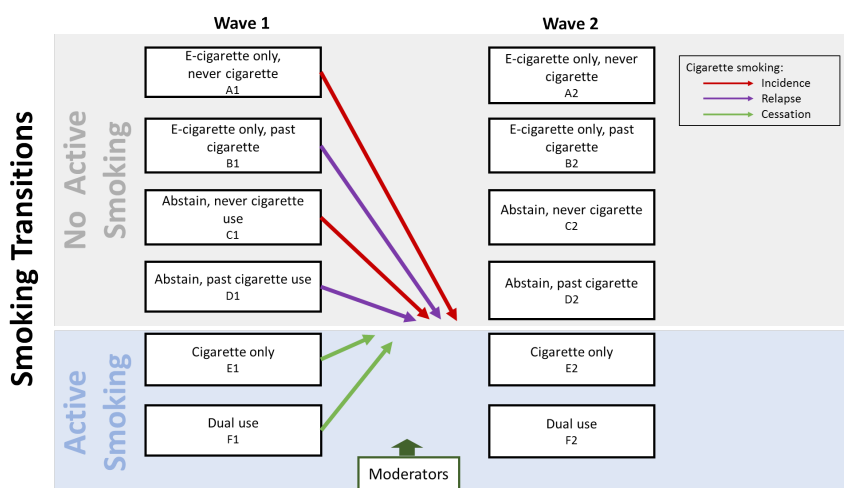 Wave 1
Wave 2
Smoking Transitions
No Active
Smoking
E-cigarette only,
never cigarette
A1
E-cigarette only, past
cigarette
B1
Abstain, never cigarette
use
C1
Abstain, past cigarette use
D1
E-cigarette only, never
cigarette
A2
E-cigarette only, past
cigarette
B2
Abstain, never cigarette
C2
Abstain, past cigarette
D2
Cigarette smoking:
Incidence
Relapse
Cessation
Active
Smoking
Cigarette only
E1
Dual use
F1
Cigarette only
E2
Dual use
F2
Moderators